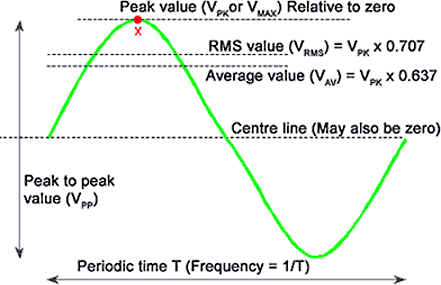 Peak value (VPK or VMAX) Relative to zero
x
RMS value (VRMS) = VPK x 0.707
Average value (VAV) = VPK x 0.637
Centre line (May also be zero)
Peak to peak
value (VPP)
Periodic time T (Frequency = 1/T)